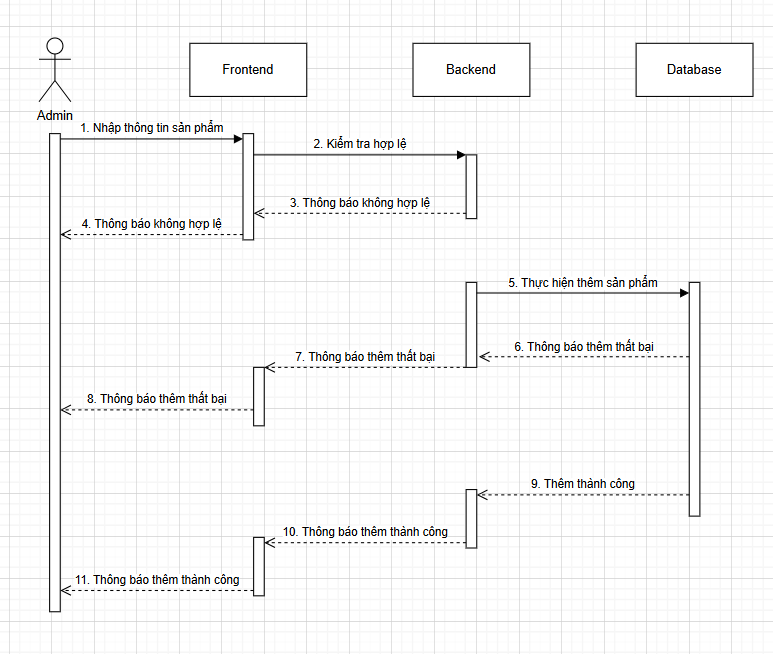 Frontend
Backend
Database
Admin
1. Nhập thông tin sản phẩm
2. Kiểm tra hợp lệ
3. Thông báo không hợp lệ
4. Thông báo không hợp lệ
5. Thực hiện thêm sản phẩm
6. Thông báo thêm thất bại
7. Thông báo thêm thất bại
8. Thông báo thêm thất bại
9. Thêm thành công
10. Thông báo thêm thành công
11. Thông báo thêm thành công